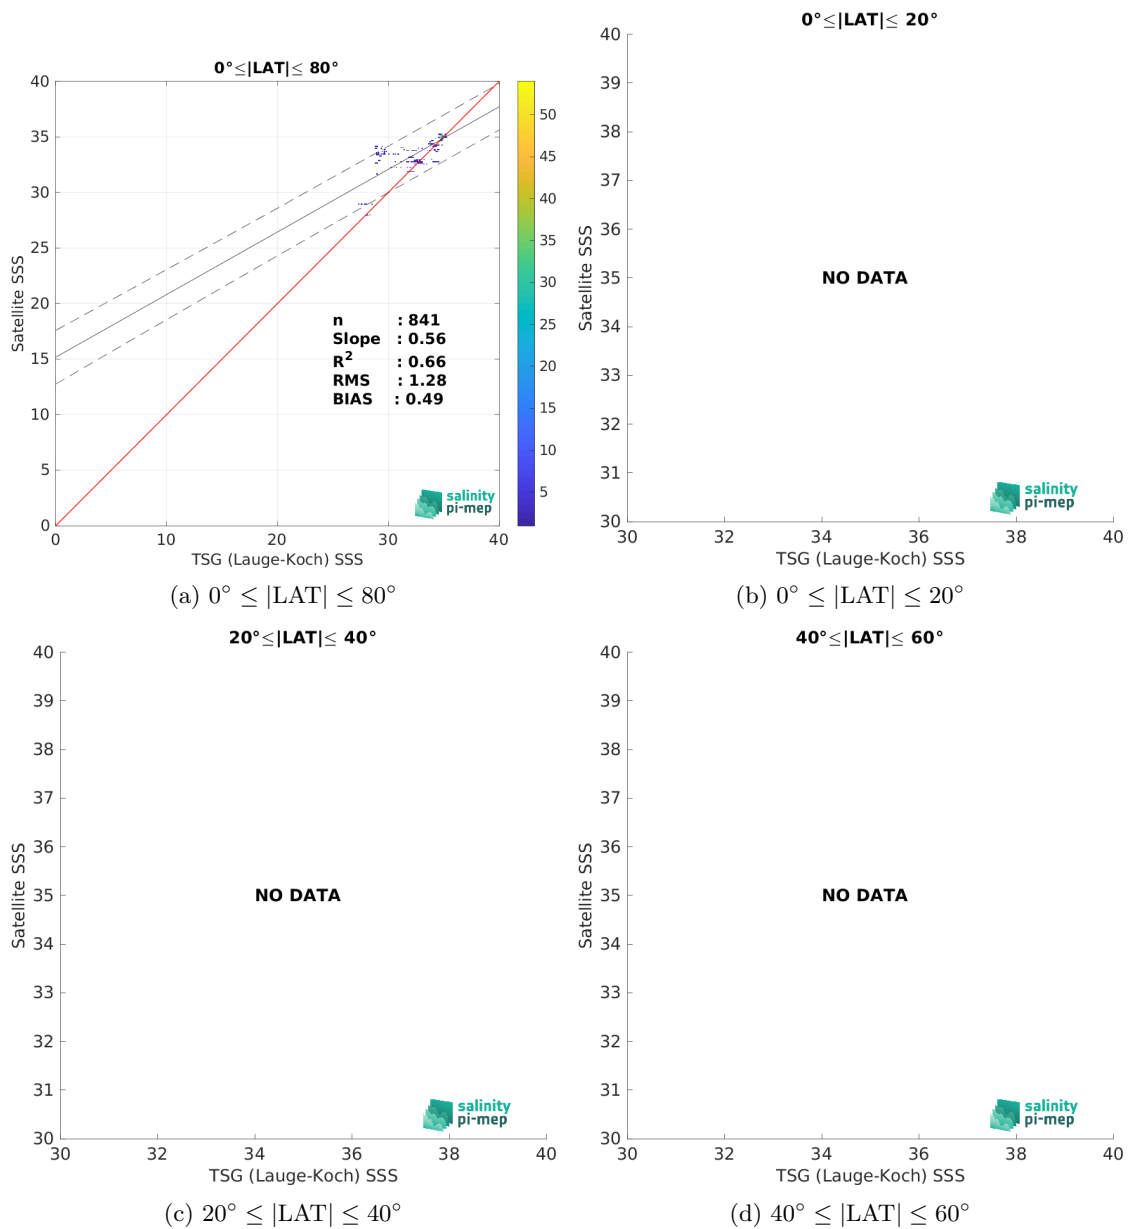 0°≤|LAT|≤ 80°
40
35
30
25
20
15
10
5
0
Satellite SSS
0
10
20
30
40
TSG (Lauge-Koch) SSS
50
45
40
35
30
25
20
15
10
5
n : 841
Slope : 0.56
R2 : 0.66
RMS : 1.28
BIAS : 0.49
salinity
pi-mep
(a) 0° ≤ |LAT| ≤ 80°
0°≤|LAT|≤ 20°
40
39
38
37
36
35
34
33
32
31
30
Satellite SSS
NO DATA
salinity
pi-mep
30
32
34
36
38
40
TSG (Lauge-Koch) SSS
(b) 0° ≤ |LAT| ≤ 20°
20°≤|LAT|≤ 40°
40
39
38
37
36
35
34
33
32
31
30
Satellite SSS
NO DATA
salinity
pi-mep
30
32
34
36
38
40
TSG (Lauge-Koch) SSS
(c) 20° ≤ |LAT| ≤ 40°
40°≤|LAT|≤ 60°
40
39
38
37
36
35
34
33
32
31
30
Satellite SSS
NO DATA
salinity
pi-mep
30
32
34
36
38
40
TSG (Lauge-Koch) SSS
(d) 40° ≤ |LAT| ≤ 60°